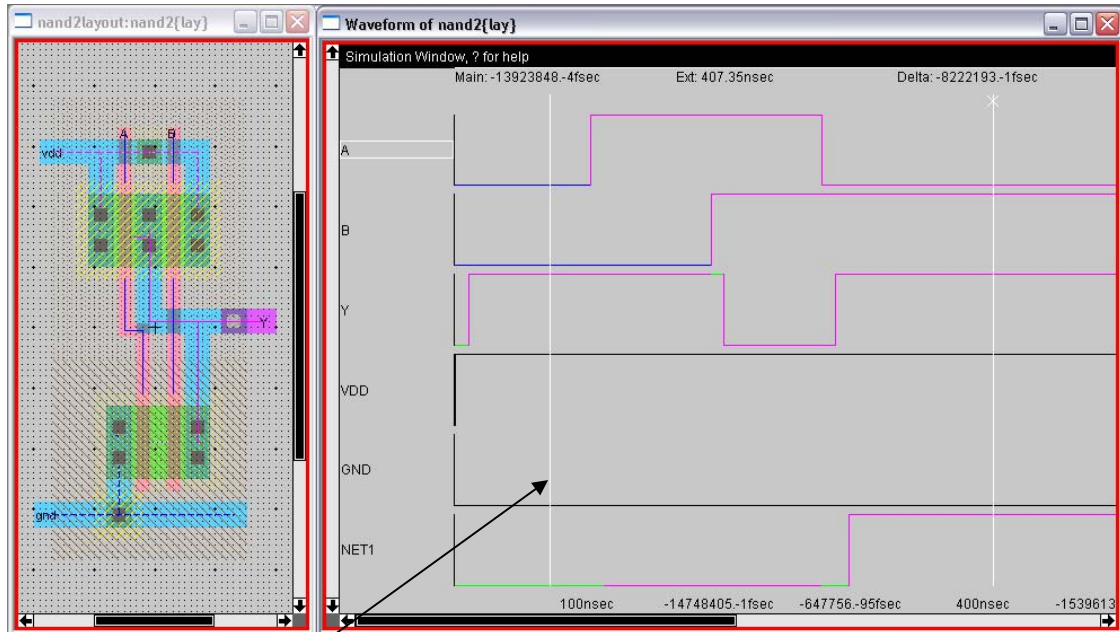 nand2layout:nand2{lay}
A B
vdd
Y
gnd
Waveform of nand2{lay}
Simulation Window, ? for help
Main: -13923848.-4fsec Ext: 407.35nsec Delta: -8222193.-1fsec
A
B
Y
VDD
GND
NET1
100nsec -14748405.-1fsec -647756.-95fsec 400nsec -1539613